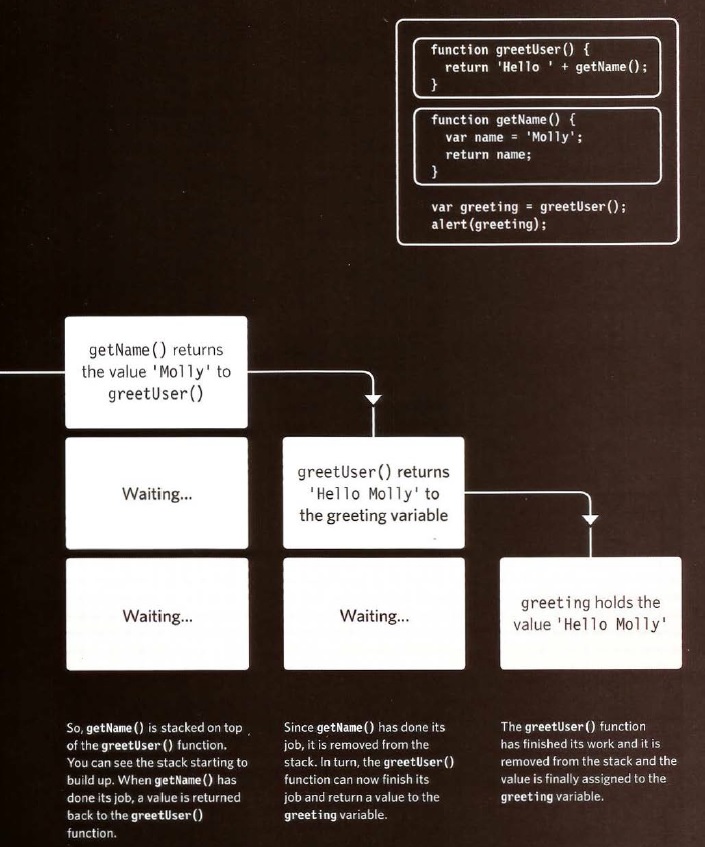 function greetUser() {
return 'Hello ' + getName();
}
function getName() {
var name = 'Molly';
return name;
}
var greeting = greetUser();
alert(greeting);
getName() returns
the value 'Molly' to
greetUser()
Waiting...
Waiting...
greetUser() returns
'Hello Molly' to
the greeting variable
Waiting...
greeting holds the
value 'Hello Molly'
So, getName() is stacked on top
of the greetUser() function.
You can see the stack starting to
build up. When getName() has
done its job, a value is returned
back to the greetUser()
function.
Since getName() has done its
job, it is removed from the
stack. In turn, the greetUser()
function can now finish its
job and return a value to the
greeting variable.
The greetUser() function
has finished its work and it is
removed from the stack and the
value is finally assigned to the
greeting variable.